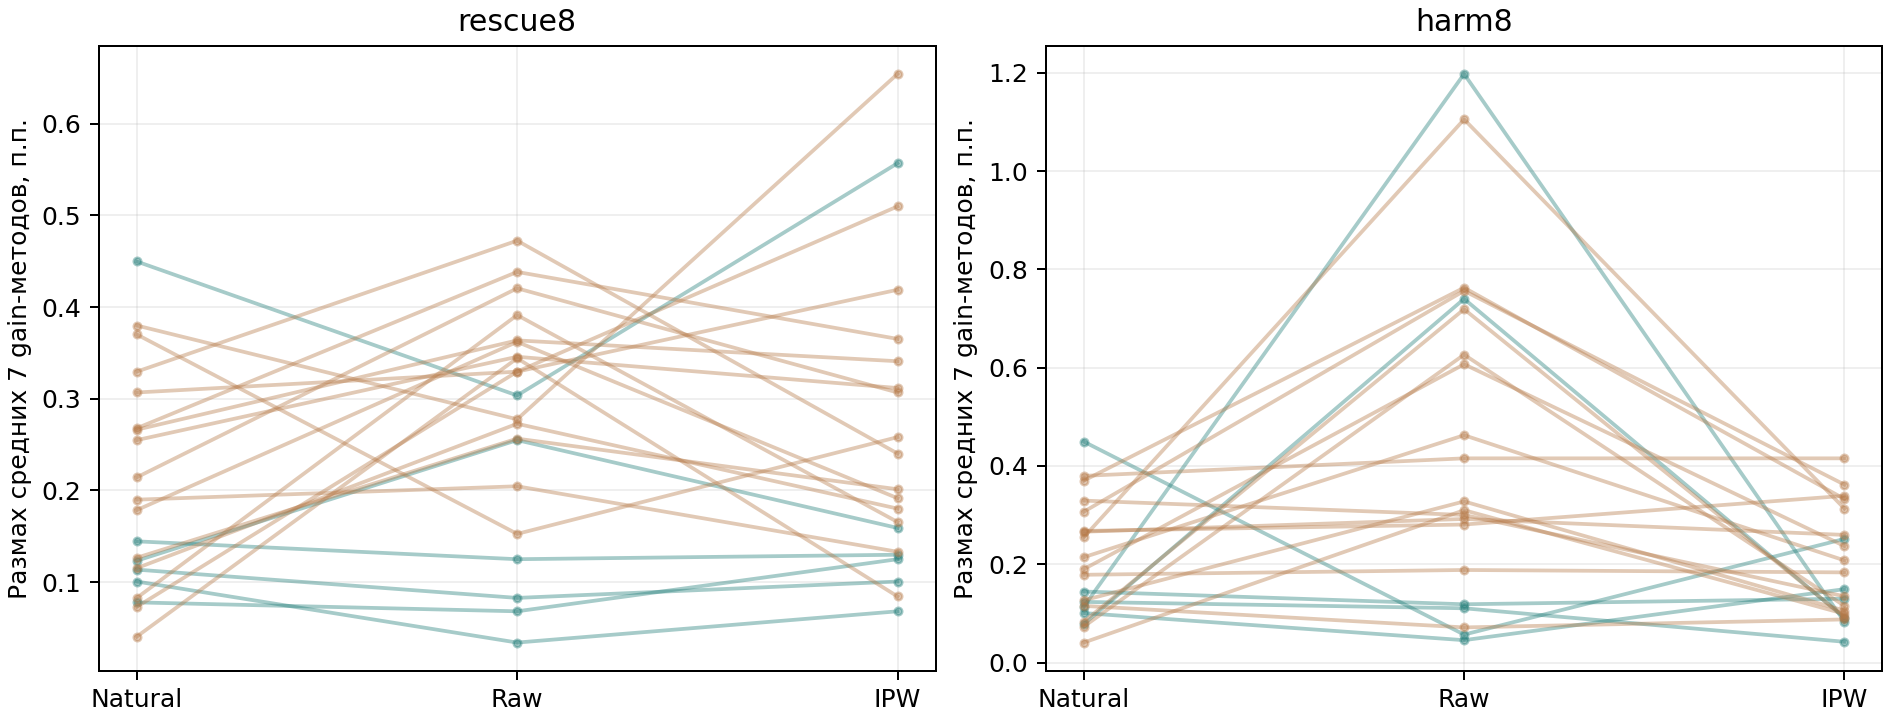 rescue8
Размах средних 7 gain-методов, п.п.
0.6
0.5
0.4
0.3
0.2
0.1
Natural
Raw
IPW
harm8
Размах средних 7 gain-методов, п.п.
1.2
1.0
0.8
0.6
0.4
0.2
0.0
Natural
Raw
IPW